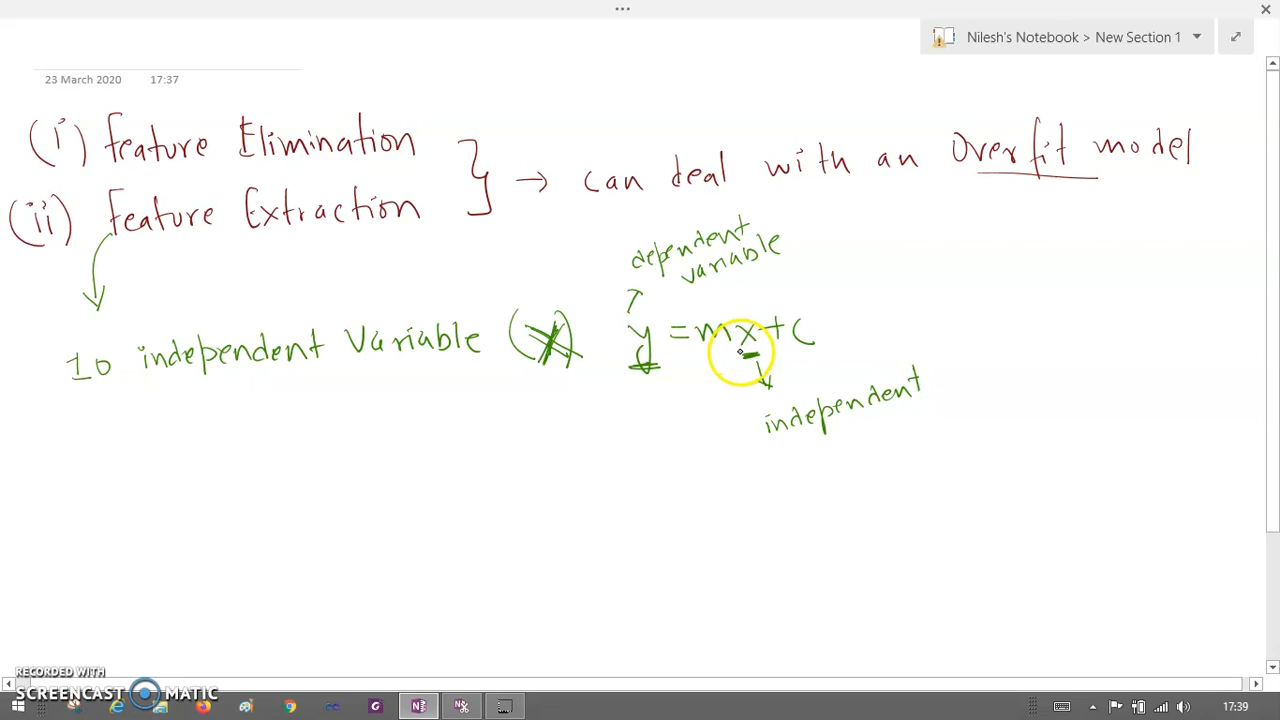 Nilesh's Notebook > New Section 1
23 March 2020 17:37
(i) Feature Elimination
(ii) Feature Extraction
→ can deal with an Overfit model
dependent
variable
10 independent Variable (X) y = mx + c
independent
RECORDED WITH
SCREENCAST MATIC
17:39